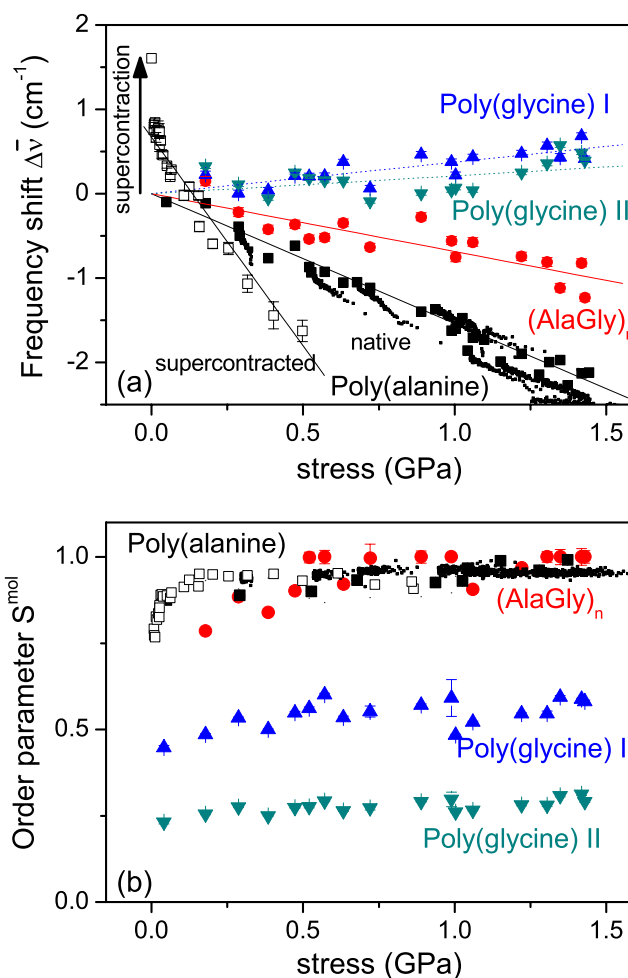 2
1
0
-1
-2
Frequency shift Δν̄ (cm⁻¹)
supercontraction
Poly(glycine) I
Poly(glycine) II
(AlaGly)n
native
supercontracted
Poly(alanine)
(a)
0.0 0.5 1.0 1.5
stress (GPa)
1.0
0.5
0.0
Order parameter Sᵐᵒˡ
Poly(alanine)
(AlaGly)n
Poly(glycine) I
Poly(glycine) II
(b)
0.0 0.5 1.0 1.5
stress (GPa)